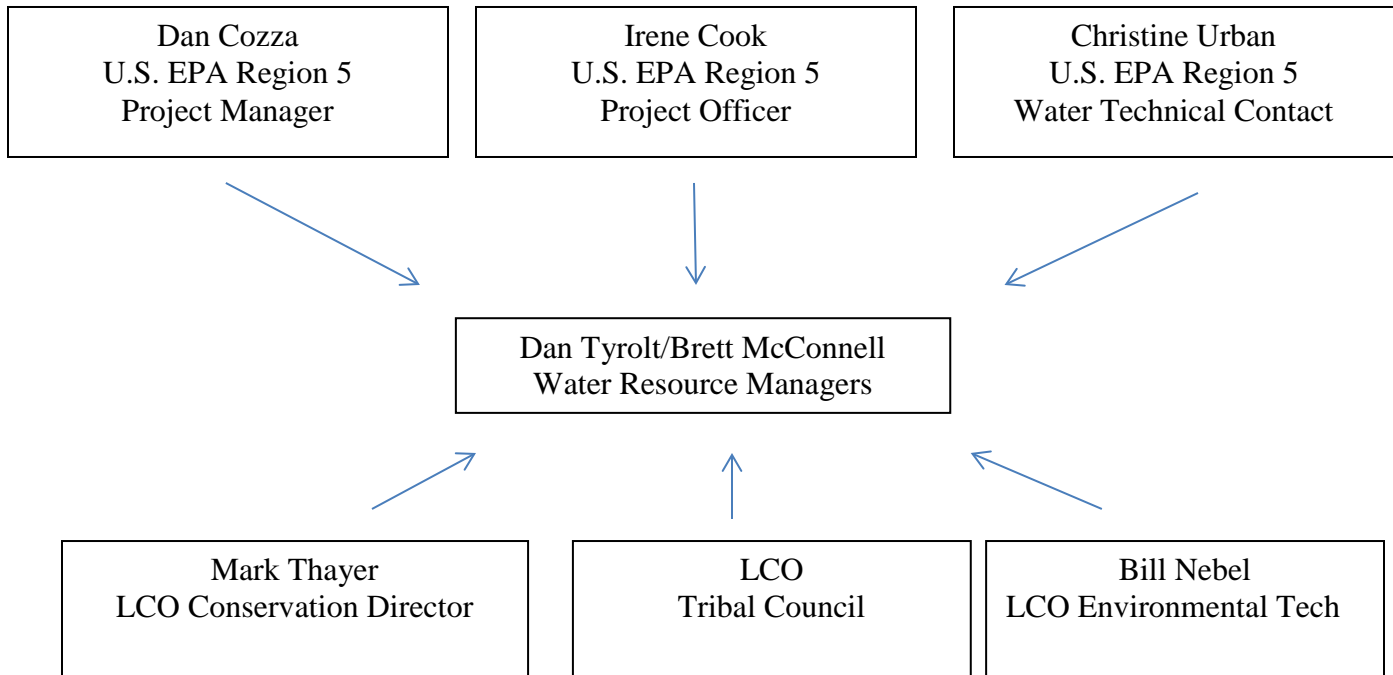 Dan Cozza
U.S. EPA Region 5
Project Manager
Irene Cook
U.S. EPA Region 5
Project Officer
Christine Urban
U.S. EPA Region 5
Water Technical Contact
Dan Tyrolt/Brett McConnell
Water Resource Managers
Mark Thayer
LCO Conservation Director
LCO
Tribal Council
Bill Nebel
LCO Environmental Tech